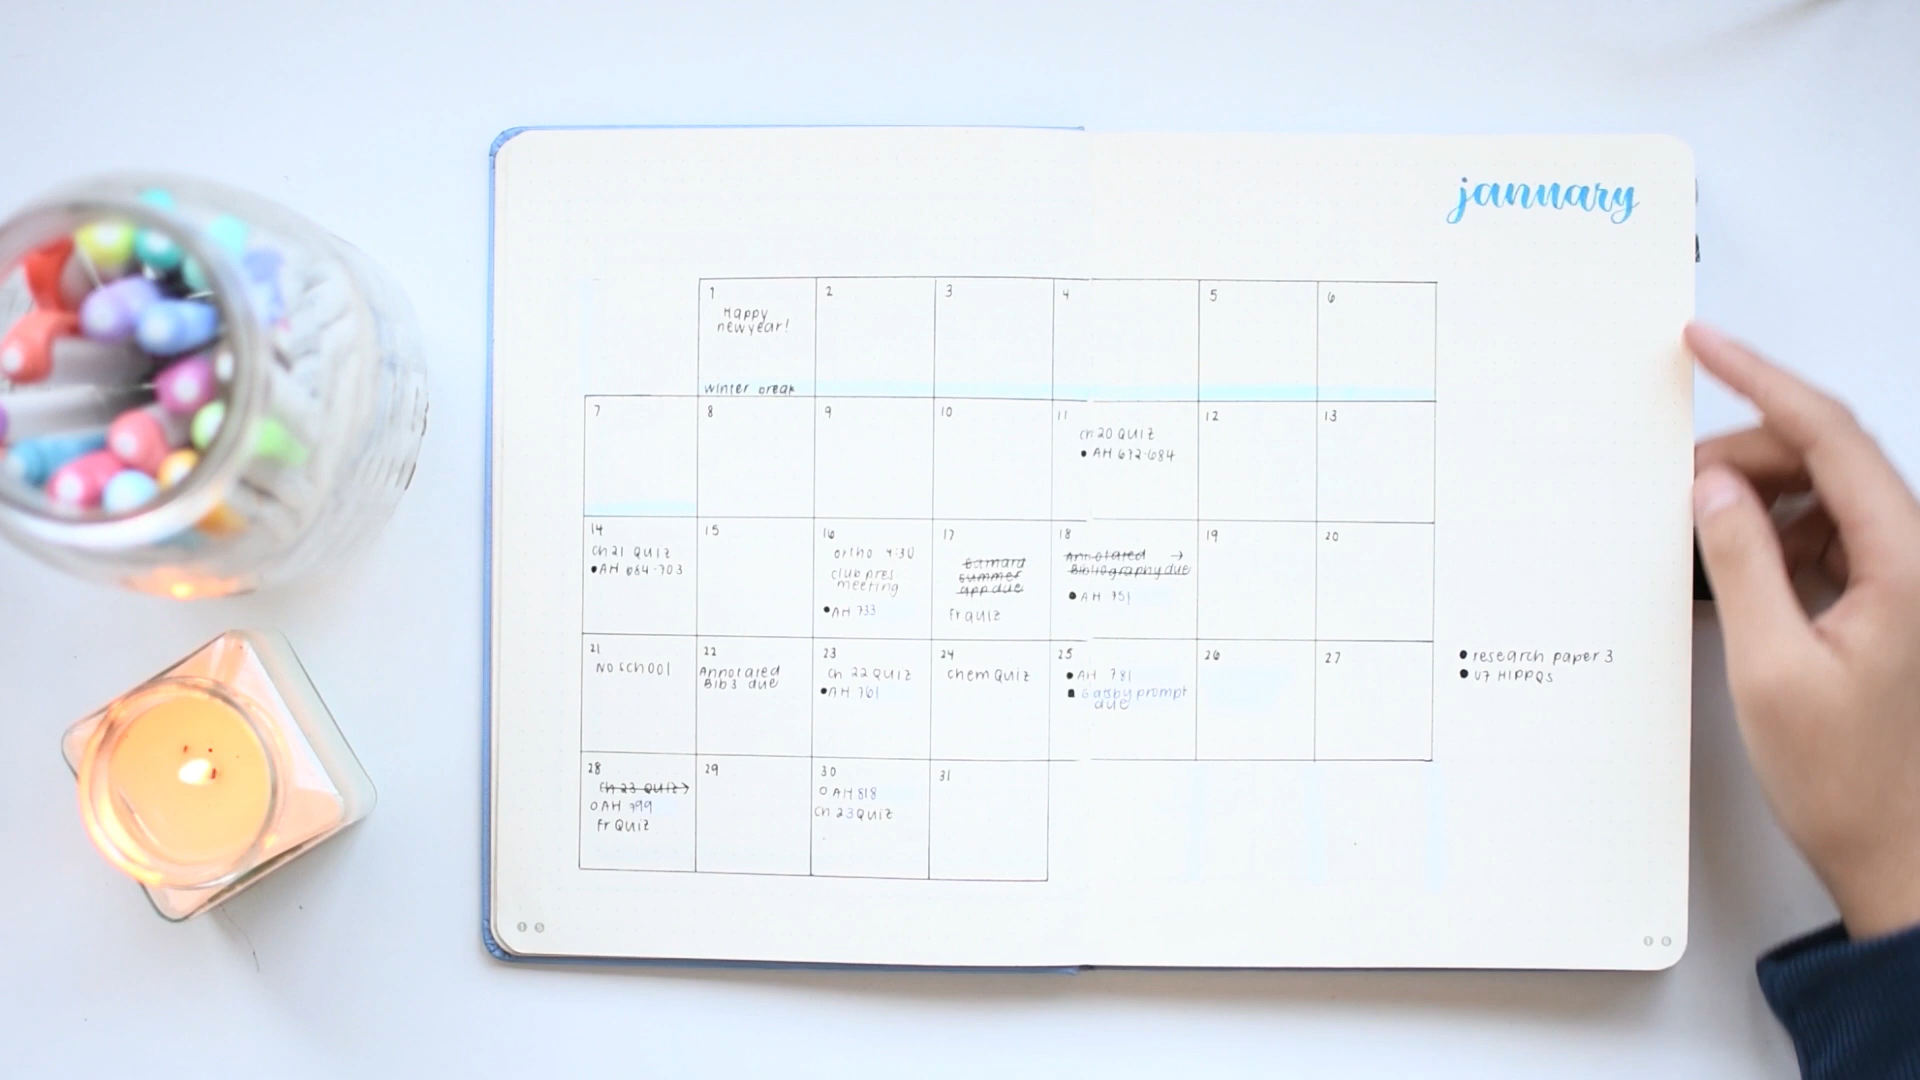 january
1
Happy
newyear!
winter break
2
3
4
5
6
7
8
9
10
11
Ch 20 QUIZ
• AH 672-684
12
13
14
Ch 21 QUIZ
• AH 684-703
15
16
ortho 4:30
club pres.
meeting
• AH 733
17
Barnard
summer
app due
Fr quiz
18
Annotated →
Bibliography due
• AH 751
19
20
21
NO SCHOOL
22
Annotated
Bib 3 due
23
Ch 22 QUIZ
• AH 761
24
chem Quiz
25
• AH 781
■ Gatsby prompt
due
26
27
• research paper 3
• U7 HIPPQs
28
Ch 23 QUIZ →
○ AH 799
Fr Quiz
29
30
○ AH 818
Ch 23 QUIZ
31
15
16